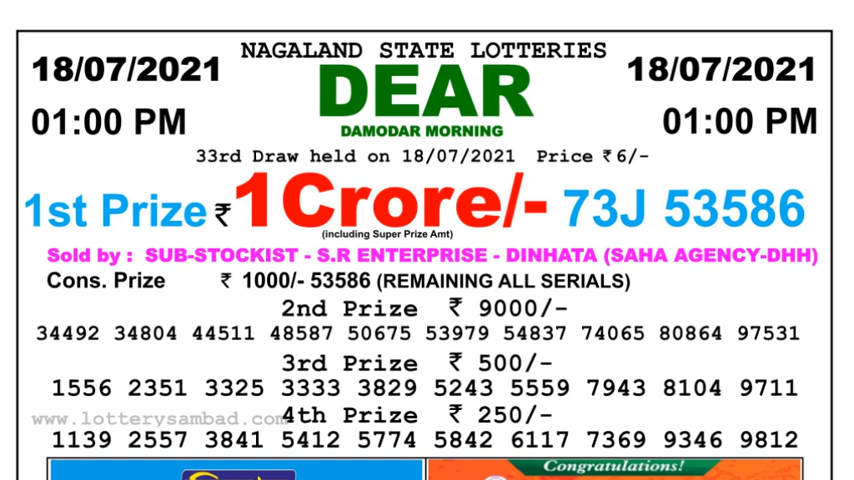 NAGALAND STATE LOTTERIES
18/07/2021 DEAR 18/07/2021
01:00 PM DAMODAR MORNING 01:00 PM
33rd Draw held on 18/07/2021 Price ₹6/-
1st Prize ₹ 1Crore/- 73J 53586
(including Super Prize Amt)
Sold by : SUB-STOCKIST - S.R ENTERPRISE - DINHATA (SAHA AGENCY-DHH)
Cons. Prize ₹ 1000/- 53586 (REMAINING ALL SERIALS)
2nd Prize ₹ 9000/-
34492 34804 44511 48587 50675 53979 54837 74065 80864 97531
3rd Prize ₹ 500/-
1556 2351 3325 3333 3829 5243 5559 7943 8104 9711
www.lotterysambad.com 4th Prize ₹ 250/-
1139 2557 3841 5412 5774 5842 6117 7369 9346 9812
Congratulations!